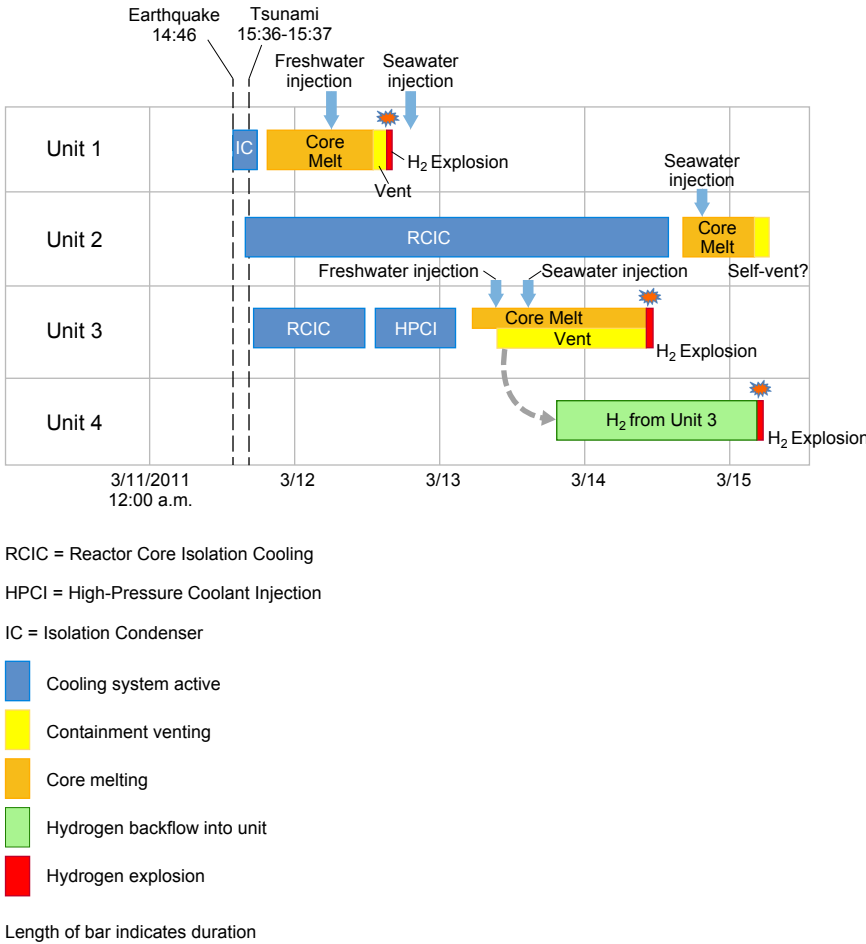 Earthquake
14:46
Tsunami
15:36-15:37
Freshwater
injection
Seawater
injection
Unit 1
IC
Core
Melt
H₂ Explosion
Vent
Seawater
injection
Unit 2
RCIC
Core
Melt
Self-vent?
Freshwater injection
Seawater injection
Unit 3
RCIC
HPCI
Core Melt
Vent
H₂ Explosion
Unit 4
H₂ from Unit 3
H₂ Explosion
3/11/2011
12:00 a.m.
3/12
3/13
3/14
3/15
RCIC = Reactor Core Isolation Cooling
HPCI = High-Pressure Coolant Injection
IC = Isolation Condenser
Cooling system active
Containment venting
Core melting
Hydrogen backflow into unit
Hydrogen explosion
Length of bar indicates duration